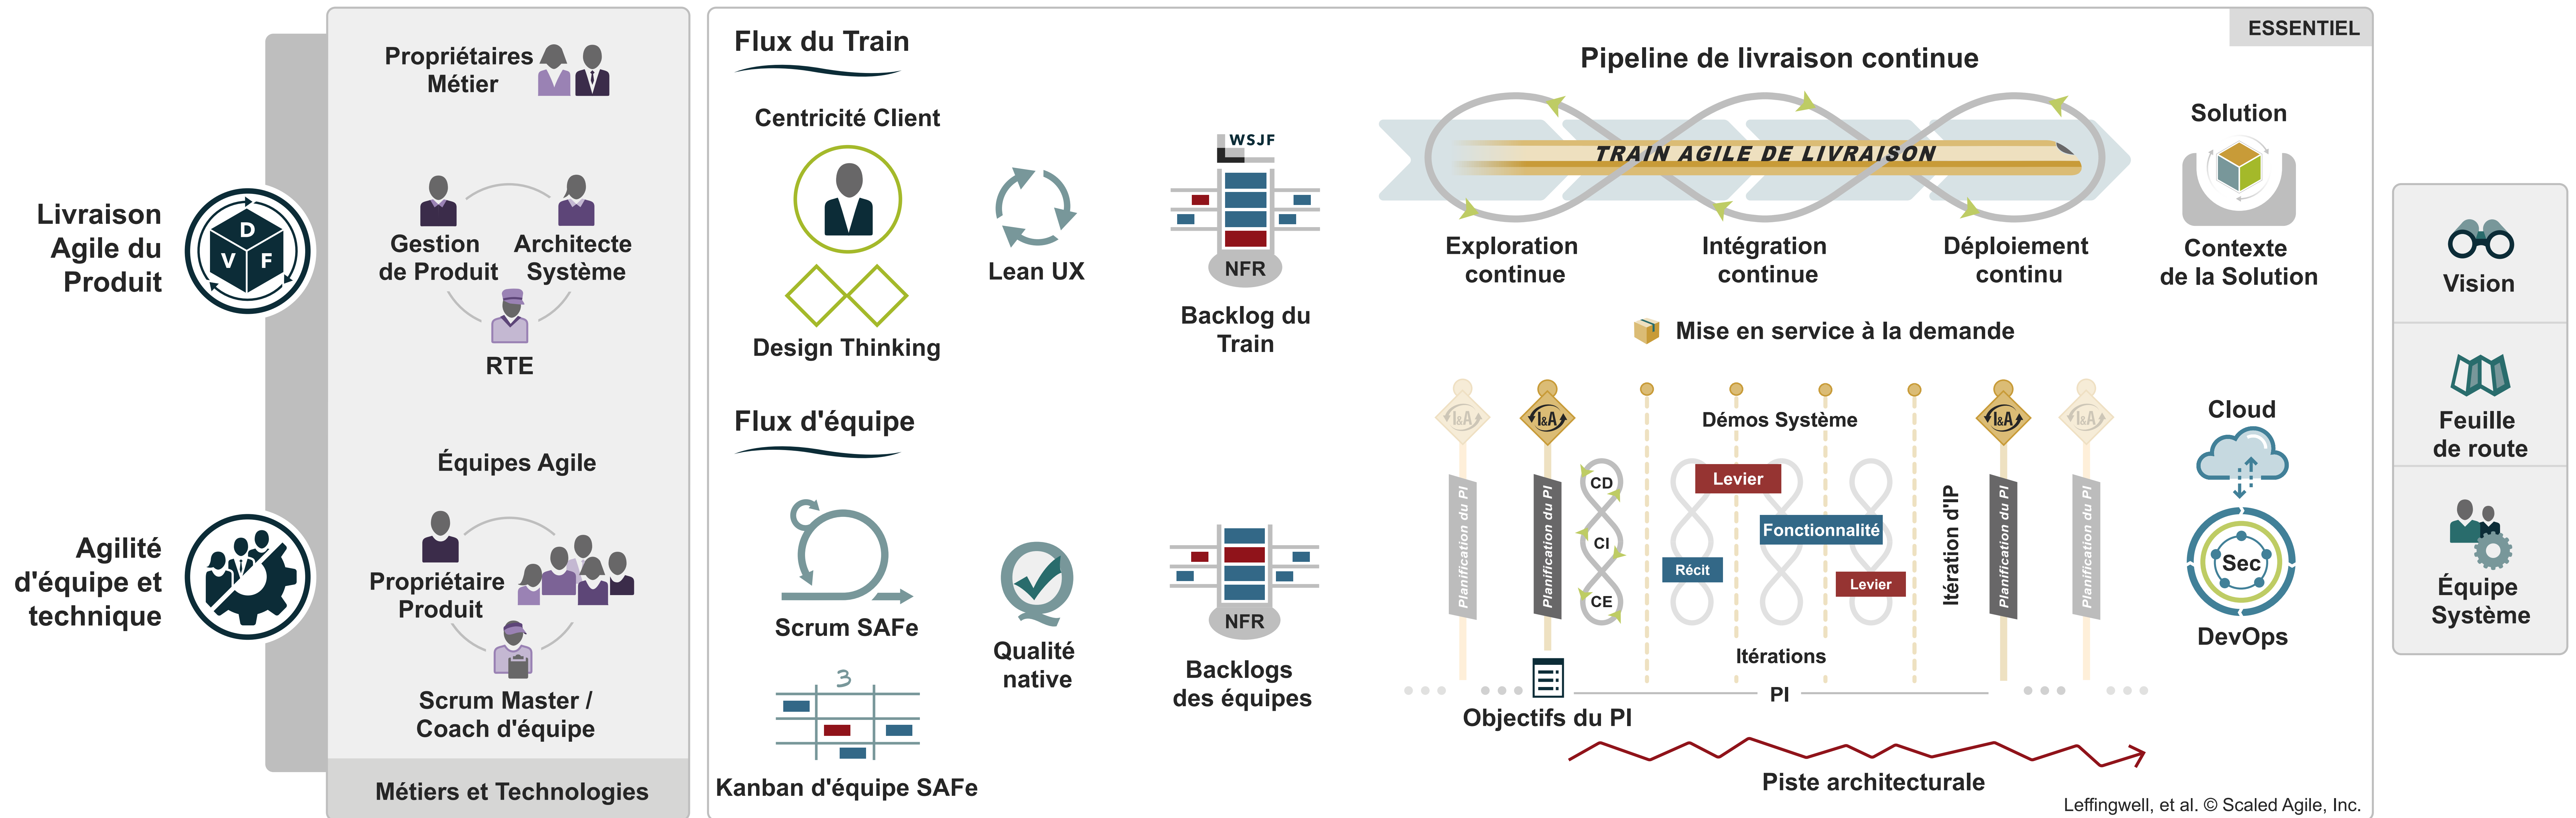 Livraison
Agile du
Produit
D
V F
Agilité
d'équipe et
technique
Propriétaires
Métier
Gestion
de Produit
Architecte
Système
RTE
Équipes Agile
Propriétaire
Produit
Scrum Master /
Coach d'équipe
Métiers et Technologies
ESSENTIEL
Flux du Train
Centricité Client
Design Thinking
Lean UX
WSJF
NFR
Backlog du
Train
Pipeline de livraison continue
TRAIN AGILE DE LIVRAISON
Exploration
continue
Intégration
continue
Déploiement
continu
Mise en service à la demande
Solution
Contexte
de la Solution
Flux d'équipe
Scrum SAFe
3
Kanban d'équipe SAFe
Qualité
native
NFR
Backlogs
des équipes
I&A
I&A
I&A
I&A
Planification du PI
Planification du PI
Planification du PI
Planification du PI
Démos Système
CD
CI
CE
Levier
Fonctionnalité
Récit
Levier
Itération d'IP
Itérations
PI
Objectifs du PI
Piste architecturale
Cloud
Sec
DevOps
Leffingwell, et al. © Scaled Agile, Inc.
Vision
Feuille
de route
Équipe
Système